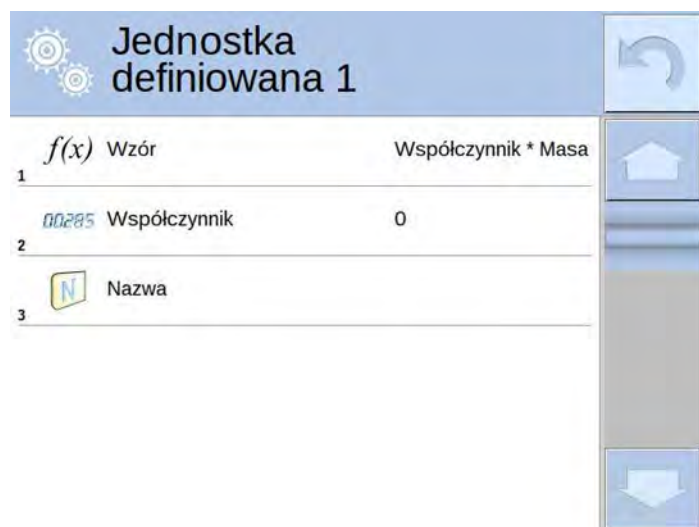 Jednostka
definiowana 1
1 f(x) Wzór Współczynnik * Masa
2 00285 Współczynnik 0
3 N Nazwa